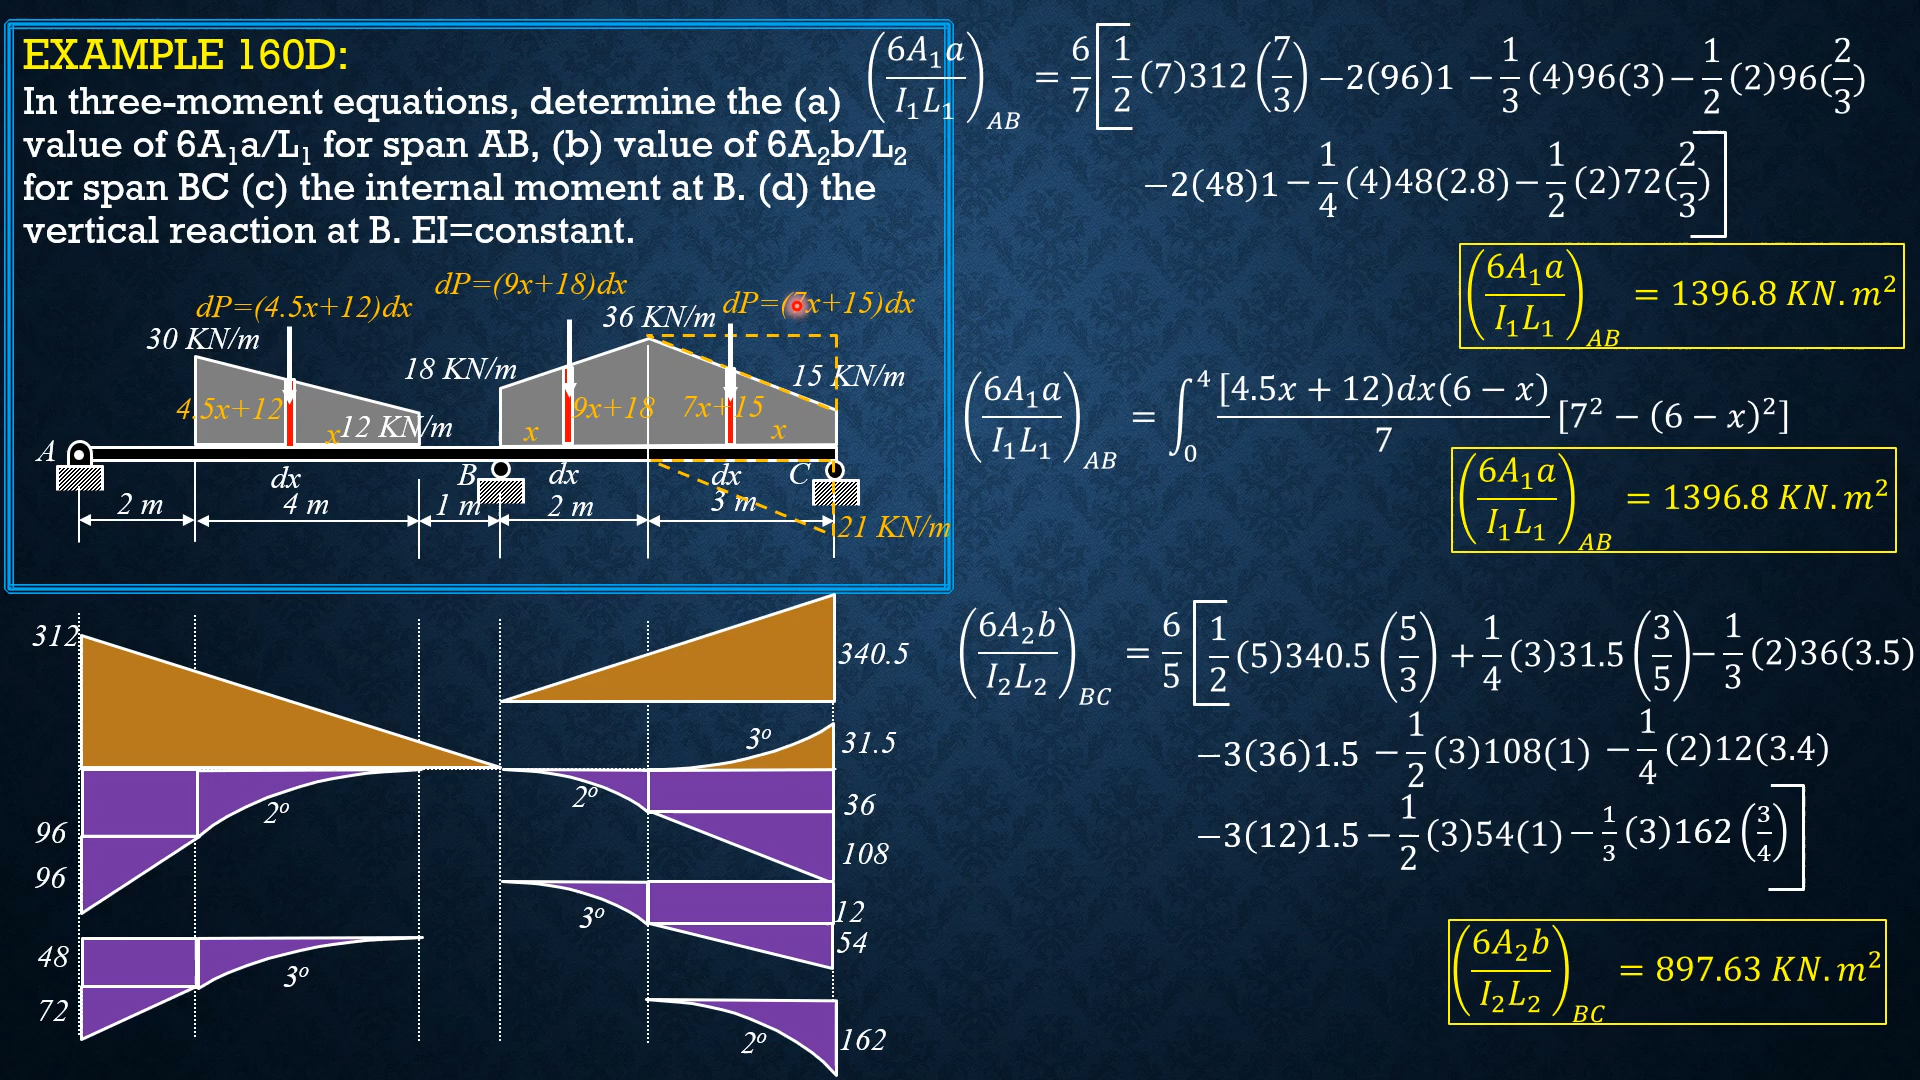 EXAMPLE 160D:
In three-moment equations, determine the (a)
value of 6A₁a/L₁ for span AB, (b) value of 6A₂b/L₂
for span BC (c) the internal moment at B. (d) the
vertical reaction at B. EI=constant.
dP=(4.5x+12)dx
dP=(9x+18)dx
dP=(7x+15)dx
30 KN/m
18 KN/m
36 KN/m
15 KN/m
4.5x+12
x
12 KN/m
9x+18
x
7x+15
x
A
B
C
dx
dx
dx
2 m
4 m
1 m
2 m
3 m
21 KN/m
312
96
96
48
72
2º
3º
340.5
3º
31.5
2º
36
108
3º
12
54
2º
162
(6A₁a/I₁L₁)AB = 6/7 [1/2 (7)312 (7/3) −2(96)1 − 1/3 (4)96(3) − 1/2 (2)96(2/3)
−2(48)1 − 1/4 (4)48(2.8) − 1/2 (2)72(2/3)]
(6A₁a/I₁L₁)AB = 1396.8 KN.m²
(6A₁a/I₁L₁)AB = ∫₀⁴ [4.5x + 12)dx(6 − x)/7 [7² − (6 − x)²]
(6A₁a/I₁L₁)AB = 1396.8 KN.m²
(6A₂b/I₂L₂)BC = 6/5 [1/2 (5)340.5 (5/3) + 1/4 (3)31.5 (3/5) − 1/3 (2)36(3.5)
−3(36)1.5 − 1/2 (3)108(1) − 1/4 (2)12(3.4)
−3(12)1.5 − 1/2 (3)54(1) − 1/3 (3)162 (3/4)]
(6A₂b/I₂L₂)BC = 897.63 KN.m²